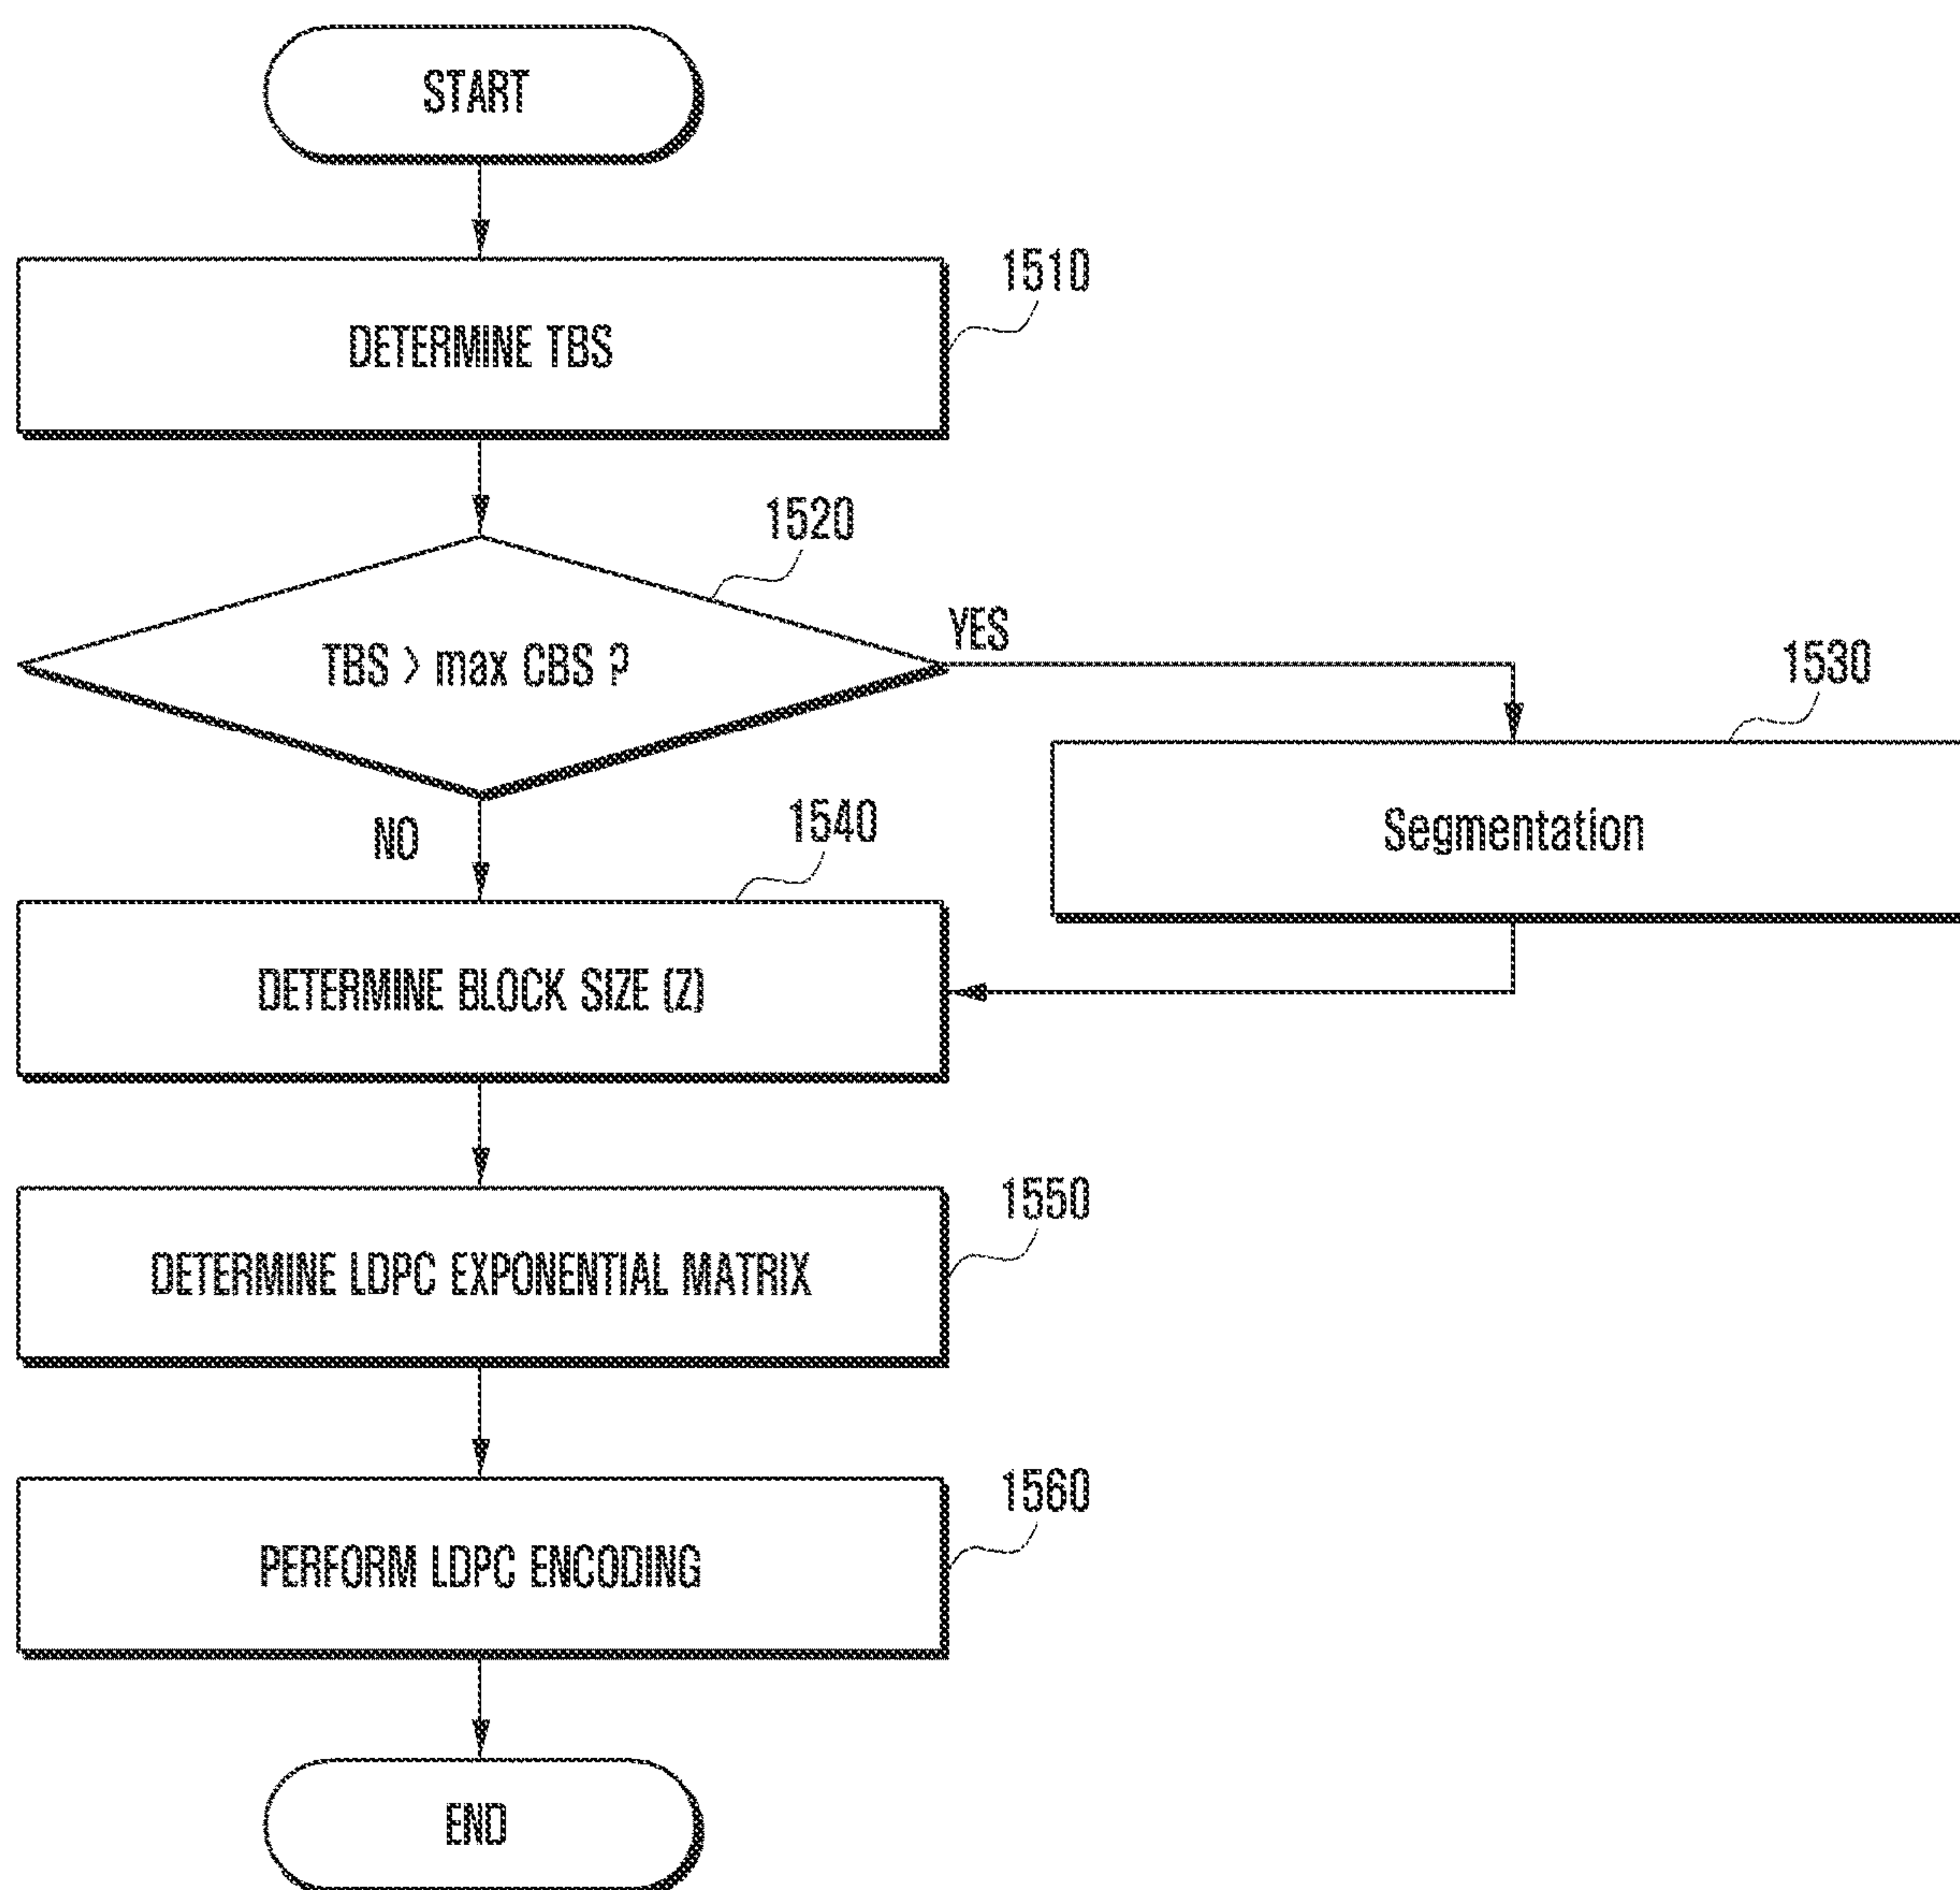 START
1510
DETERMINE TBS
1520
TBS > max CBS ?
YES
1530
Segmentation
NO
1540
DETERMINE BLOCK SIZE (Z)
1550
DETERMINE LDPC EXPONENTIAL MATRIX
1560
PERFORM LDPC ENCODING
END